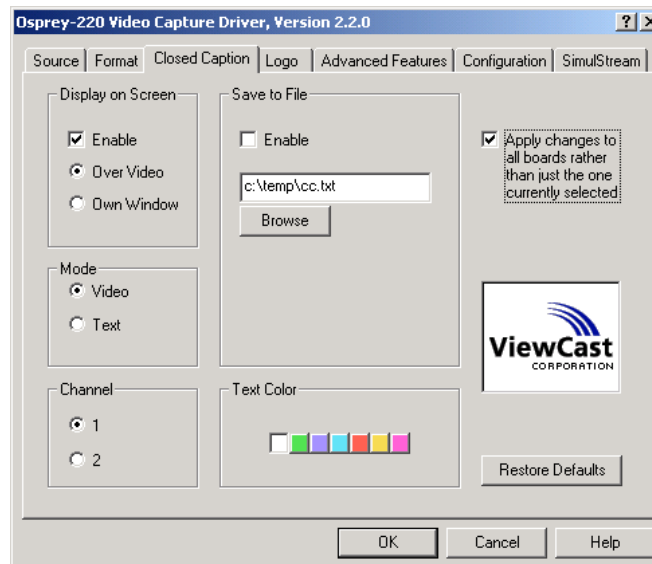 Osprey-220 Video Capture Driver, Version 2.2.0
Source
Format
Closed Caption
Logo
Advanced Features
Configuration
SimulStream
Display on Screen
Enable
Over Video
Own Window
Save to File
Enable
c:\temp\cc.txt
Browse
Apply changes to
all boards rather
than just the one
currently selected
Mode
Video
Text
ViewCast
CORPORATION
Channel
1
2
Text Color
Restore Defaults
OK
Cancel
Help